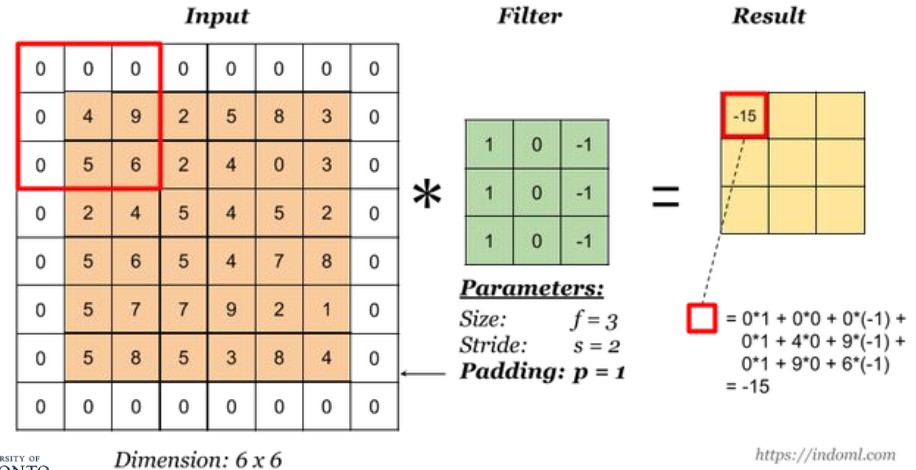 Input
Filter
Result
0 0 0 0 0 0 0 0
0 4 9 2 5 8 3 0
0 5 6 2 4 0 3 0
0 2 4 5 4 5 2 0
0 5 6 5 4 7 8 0
0 5 7 7 9 2 1 0
0 5 8 5 3 8 4 0
0 0 0 0 0 0 0 0
*
1 0 -1
1 0 -1
1 0 -1
=
-15
Parameters:
Size: f = 3
Stride: s = 2
Padding: p = 1
= 0*1 + 0*0 + 0*(-1) +
0*1 + 4*0 + 9*(-1) +
0*1 + 9*0 + 6*(-1)
= -15
Dimension: 6 x 6
https://indoml.com